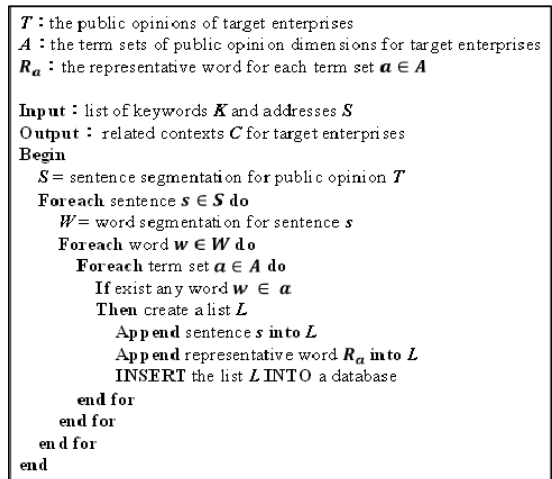 T：the public opinions of target enterprises
A：the term sets of public opinion dimensions for target enterprises
Rₐ：the representative word for each term set a ∈ A
Input：list of keywords K and addresses S
Output： related contexts C for target enterprises
Begin
S = sentence segmentation for public opinion T
Foreach sentence s ∈ S do
W = word segmentation for sentence s
Foreach word w ∈ W do
Foreach term set a ∈ A do
If exist any word w ∈ a
Then create a list L
Append sentence s into L
Append representative word Rₐ into L
INSERT the list L INTO a database
end for
end for
end for
end